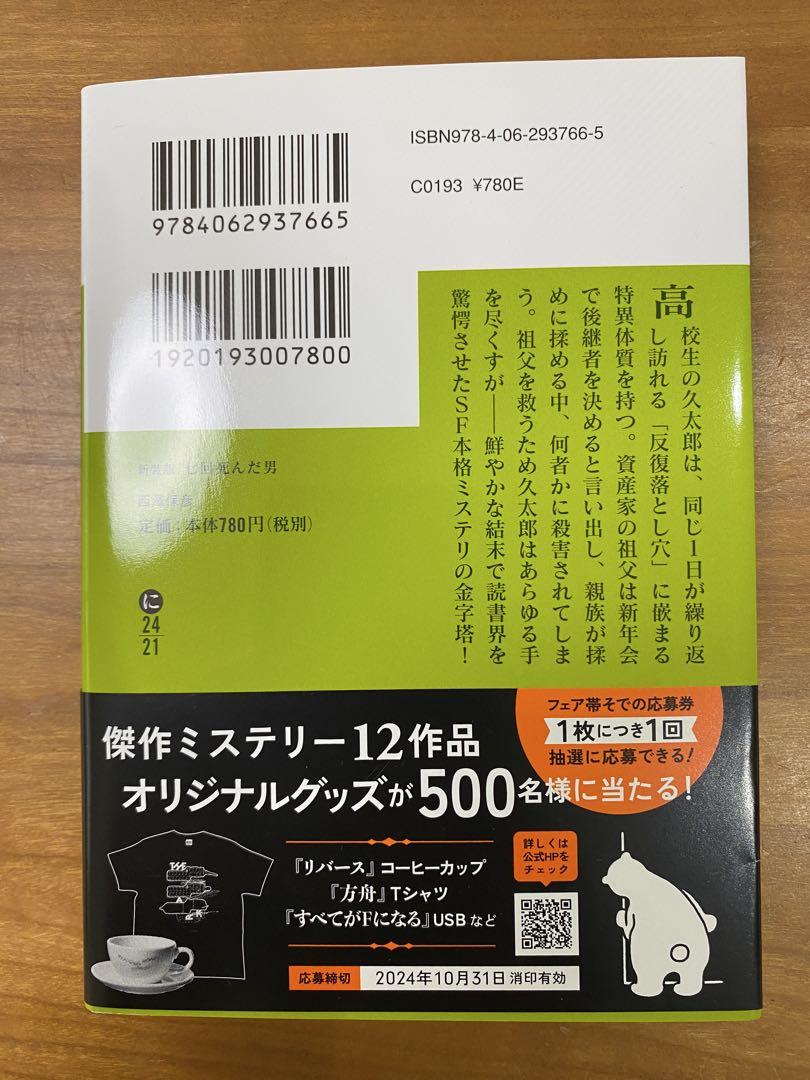 ISBN978-4-06-293766-5
C0193 ¥780E
9784062937665
1920193007800
高校生の久太郎は、同じ1日が繰り返
し訪れる「反復落とし穴」に嵌まる
特異体質を持つ。資産家の祖父は新年会
で後継者を決めると言い出し、親族が揉
めに揉める中、何者かに殺害されてしま
う。祖父を救うため久太郎はあらゆる手
を尽くすが――鮮やかな結末で読書界を
驚愕させたSF本格ミステリの金字塔!
新装版 七回死んだ男
西澤保彦
定価:本体780円(税別)
に
24
21
フェア帯そでの応募券
1枚につき1回
抽選に応募できる!
傑作ミステリー12作品
オリジナルグッズが500名様に当たる!
『リバース』コーヒーカップ
『方舟』Tシャツ
『すべてがFになる』USBなど
詳しくは
公式HPを
チェック
応募締切 2024年10月31日 消印有効